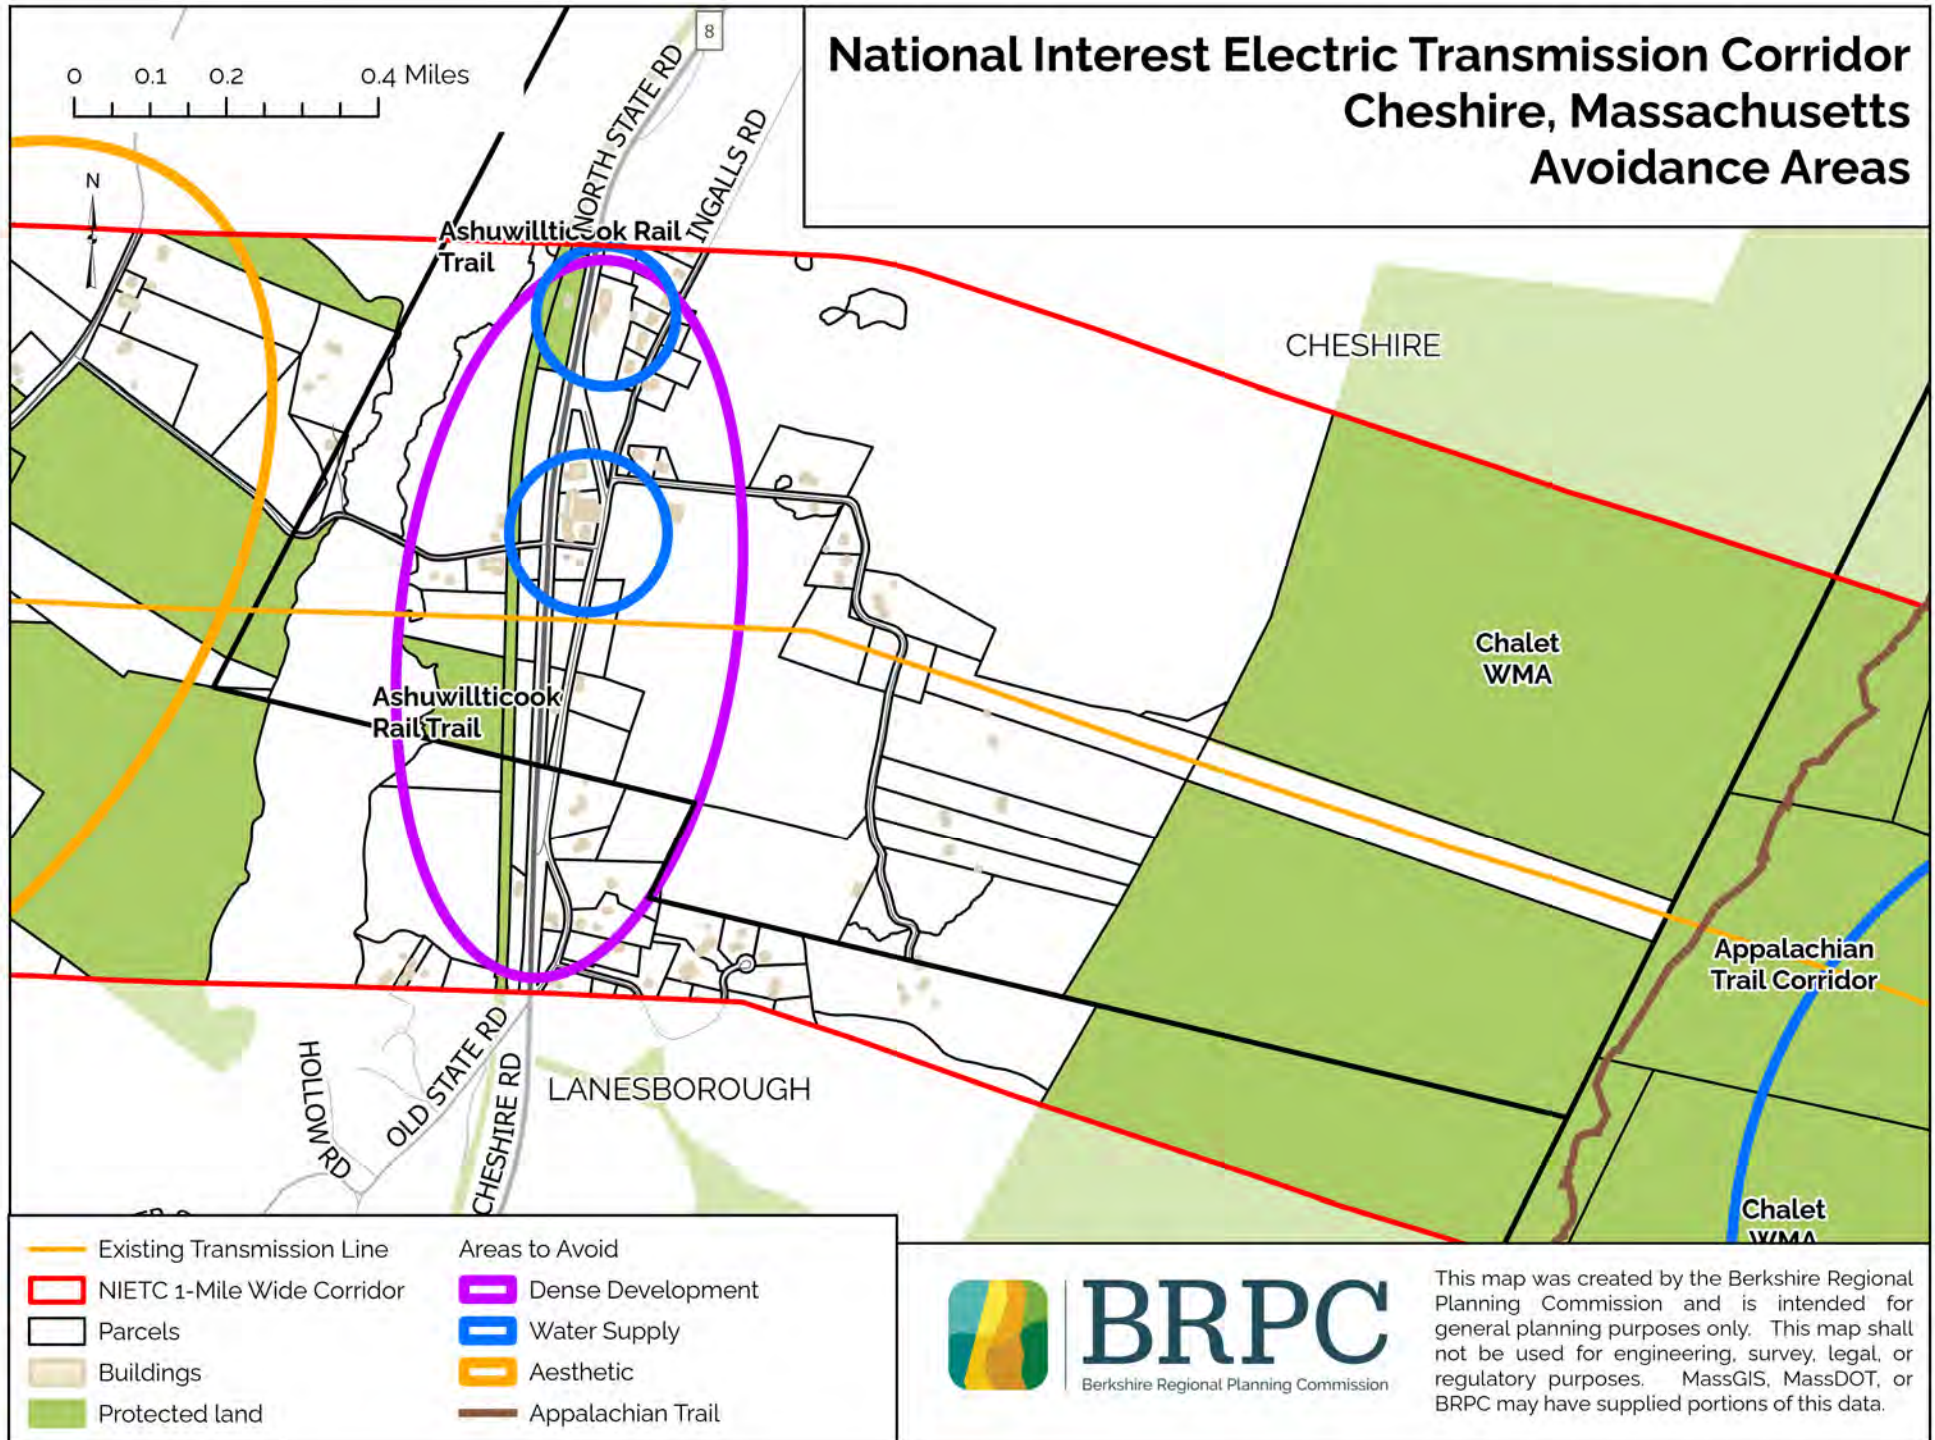 National Interest Electric Transmission Corridor
Cheshire, Massachusetts
Avoidance Areas
0 0.1 0.2 0.4 Miles
N
8
NORTH STATE RD
INGALLS RD
Ashuwillticook Rail
Trail
CHESHIRE
Chalet
WMA
Ashuwillticook
Rail Trail
Appalachian
Trail Corridor
HOLLOW RD
OLD STATE RD
CHESHIRE RD
LANESBOROUGH
Chalet
WMA
Existing Transmission Line
NIETC 1-Mile Wide Corridor
Parcels
Buildings
Protected land
Areas to Avoid
Dense Development
Water Supply
Aesthetic
Appalachian Trail
BRPC
Berkshire Regional Planning Commission
This map was created by the Berkshire Regional
Planning Commission and is intended for
general planning purposes only. This map shall
not be used for engineering, survey, legal, or
regulatory purposes. MassGIS, MassDOT, or
BRPC may have supplied portions of this data.